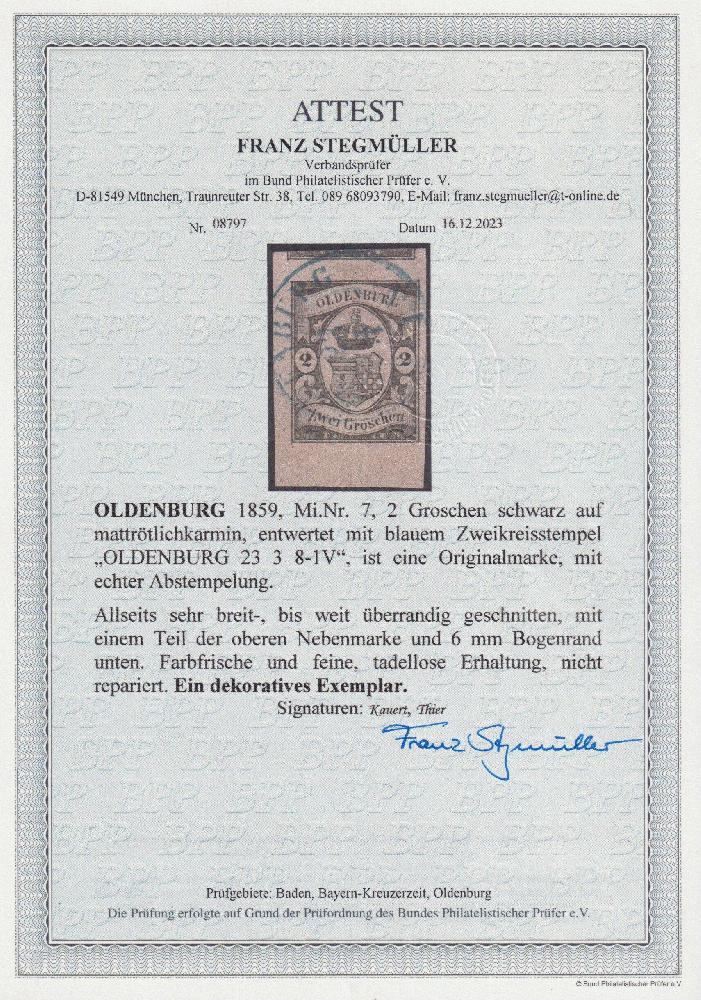 ATTEST
FRANZ STEGMÜLLER
Verbandsprüfer
im Bund Philatelistischer Prüfer e. V.
D-81549 München, Traunreuter Str. 38, Tel. 089 68093790, E-Mail: franz.stegmueller@t-online.de
Nr. 08797 Datum 16.12.2023
OLDENBURG
2 2
Zwei Groschen
OLDENBURG 1859, Mi.Nr. 7, 2 Groschen schwarz auf
mattrötlichkarmin, entwertet mit blauem Zweikreisstempel
„OLDENBURG 23 3 8-1V“, ist eine Originalmarke, mit
echter Abstempelung.
Allseits sehr breit-, bis weit überrandig geschnitten, mit
einem Teil der oberen Nebenmarke und 6 mm Bogenrand
unten. Farbfrische und feine, tadellose Erhaltung, nicht
repariert. Ein dekoratives Exemplar.
Signaturen: Kauert, Thier
Franz Stegmüller
Prüfgebiete: Baden, Bayern-Kreuzerzeit, Oldenburg
Die Prüfung erfolgte auf Grund der Prüfordnung des Bundes Philatelistischer Prüfer e.V.
© Bund Philatelistischer Prüfer e.V.